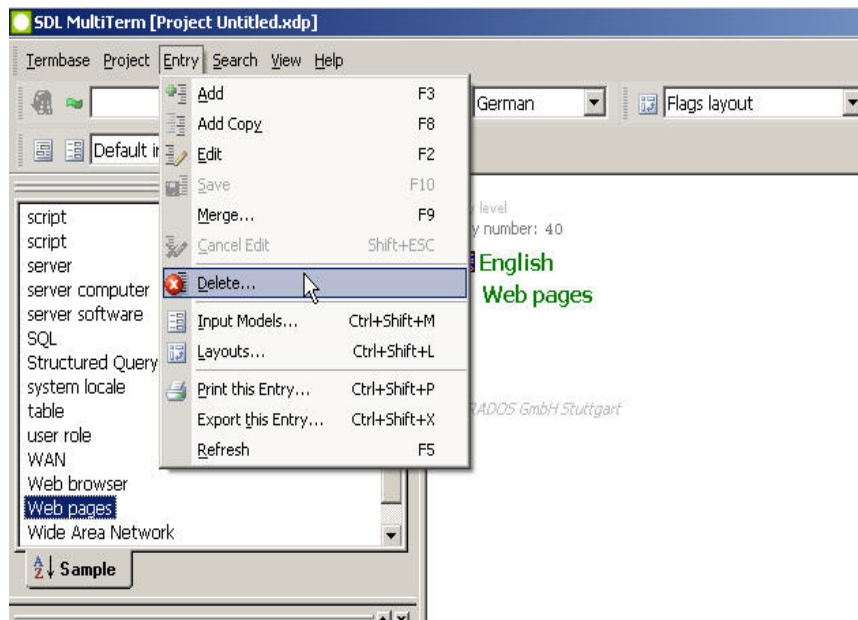 SDL MultiTerm [Project Untitled.xdp]
Termbase Project Entry Search View Help
German Flags layout
Default
Add F3
Add Copy F8
Edit F2
Save F10
Merge... F9
Cancel Edit Shift+ESC
Delete...
Input Models... Ctrl+Shift+M
Layouts... Ctrl+Shift+L
Print this Entry... Ctrl+Shift+P
Export this Entry... Ctrl+Shift+X
Refresh F5
script
script
server
server computer
server software
SQL
Structured Query
system locale
table
user role
WAN
Web browser
Web pages
Wide Area Network
Sample
level
number: 40
English
Web pages
GmbH Stuttgart